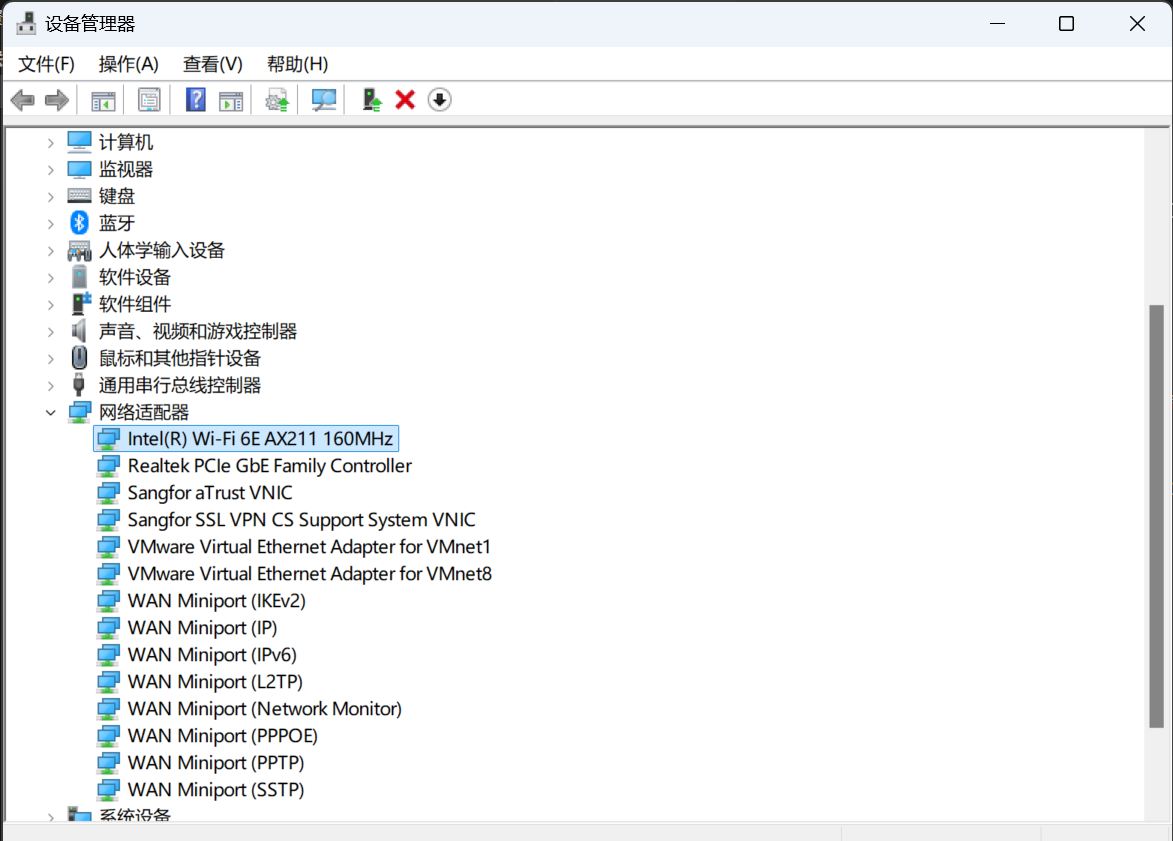 设备管理器
文件(F) 操作(A) 查看(V) 帮助(H)
计算机
监视器
键盘
蓝牙
人体学输入设备
软件设备
软件组件
声音、视频和游戏控制器
鼠标和其他指针设备
通用串行总线控制器
网络适配器
Intel(R) Wi-Fi 6E AX211 160MHz
Realtek PCIe GbE Family Controller
Sangfor aTrust VNIC
Sangfor SSL VPN CS Support System VNIC
VMware Virtual Ethernet Adapter for VMnet1
VMware Virtual Ethernet Adapter for VMnet8
WAN Miniport (IKEv2)
WAN Miniport (IP)
WAN Miniport (IPv6)
WAN Miniport (L2TP)
WAN Miniport (Network Monitor)
WAN Miniport (PPPOE)
WAN Miniport (PPTP)
WAN Miniport (SSTP)
系统设备